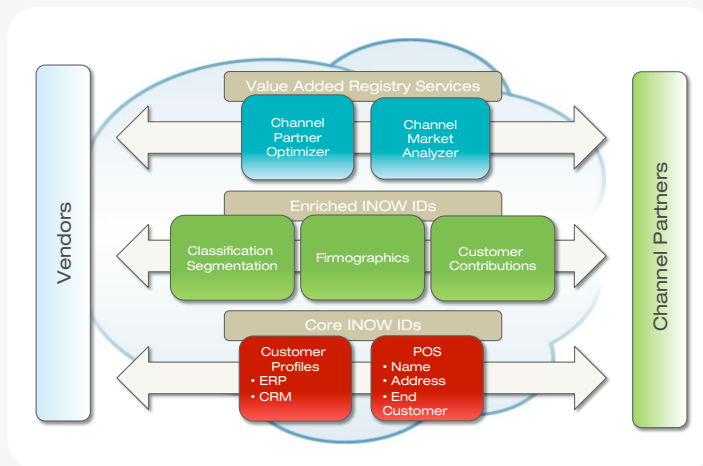 Vendors
Value Added Registry Services
Channel
Partner
Optimizer
Channel
Market
Analyzer
Enriched INOW IDs
Classification
Segmentation
Firmographics
Customer
Contributions
Core INOW IDs
Customer
Profiles
• ERP
• CRM
POS
• Name
• Address
• End
Customer
Channel Partners